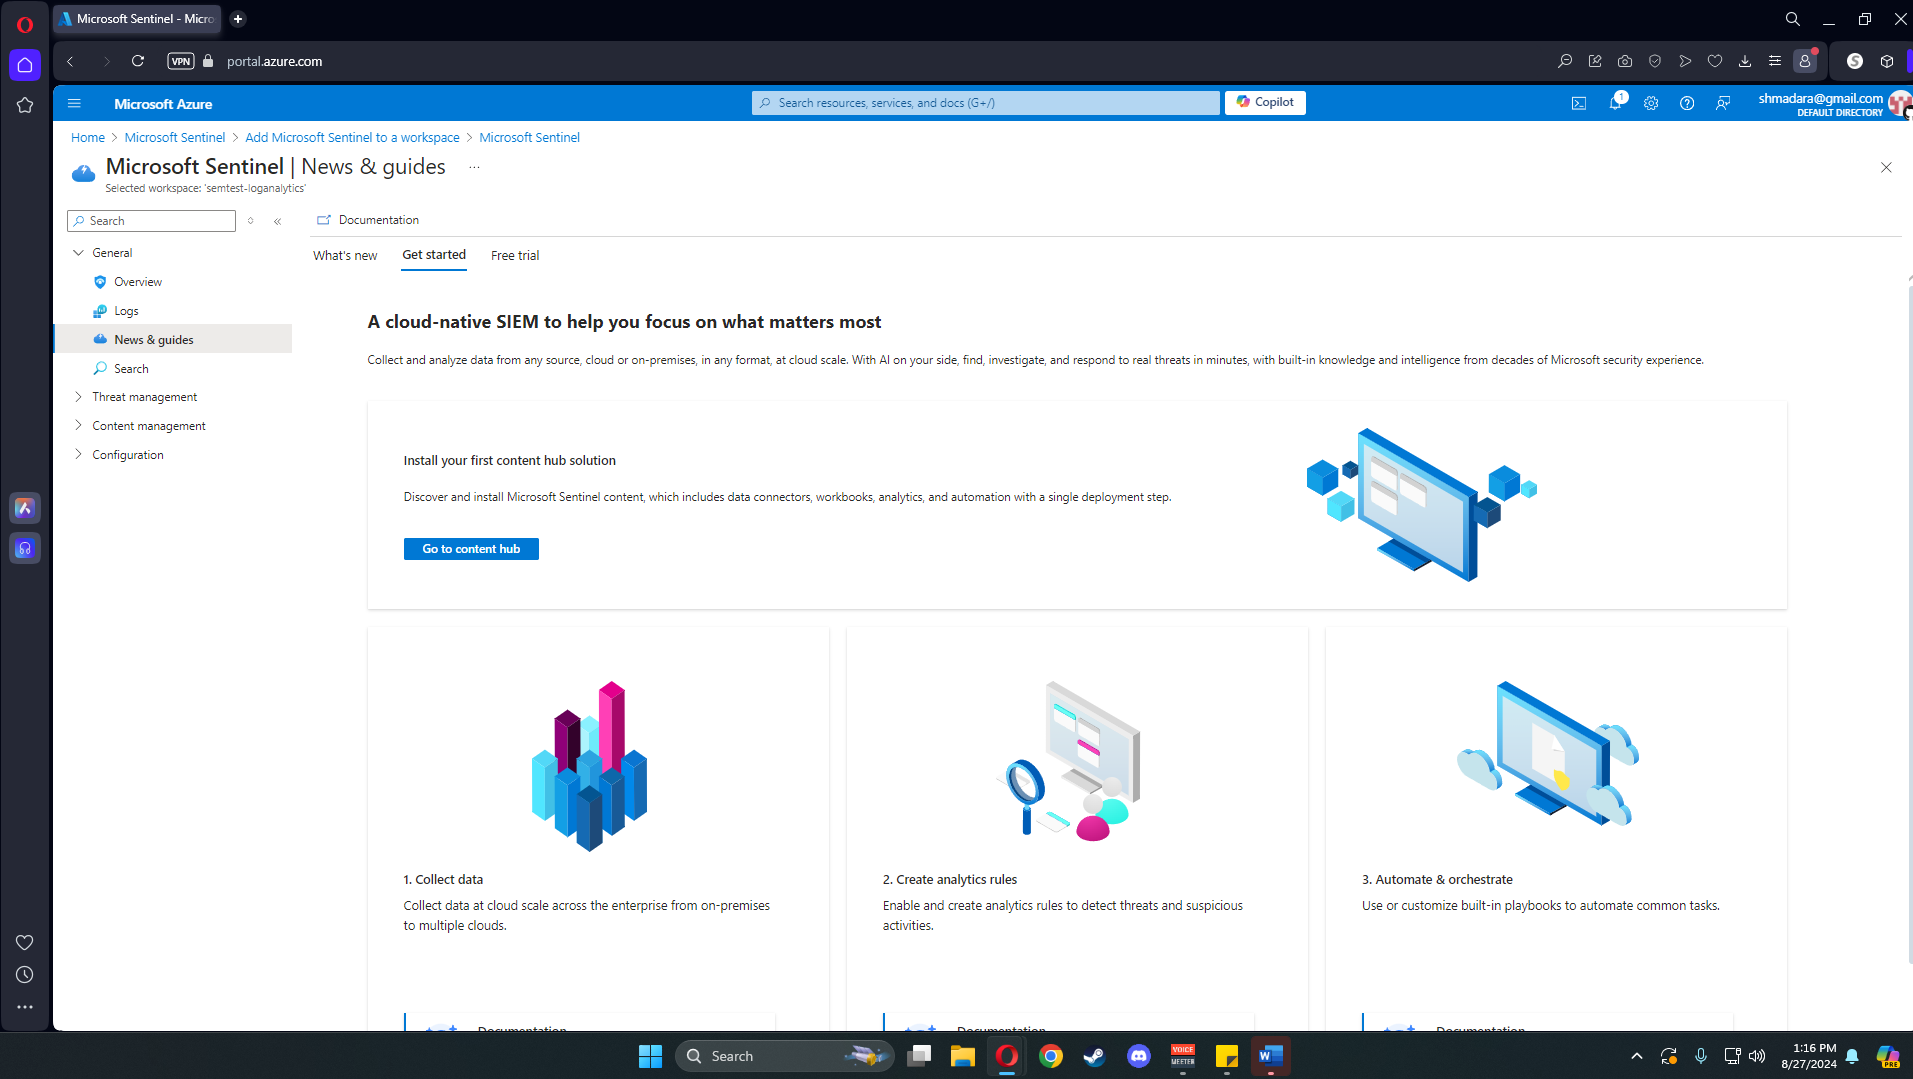 Microsoft Sentinel - Micro
VPN
portal.azure.com
Microsoft Azure
Search resources, services, and docs (G+/)
Copilot
1
shmadara@gmail.com
DEFAULT DIRECTORY
Home > Microsoft Sentinel > Add Microsoft Sentinel to a workspace > Microsoft Sentinel
Microsoft Sentinel | News & guides ...
Selected workspace: 'semtest-loganalytics'
Search
Documentation
What's new
Get started
Free trial
General
Overview
Logs
News & guides
Search
Threat management
Content management
Configuration
A cloud-native SIEM to help you focus on what matters most
Collect and analyze data from any source, cloud or on-premises, in any format, at cloud scale. With AI on your side, find, investigate, and respond to real threats in minutes, with built-in knowledge and intelligence from decades of Microsoft security experience.
Install your first content hub solution
Discover and install Microsoft Sentinel content, which includes data connectors, workbooks, analytics, and automation with a single deployment step.
Go to content hub
1. Collect data
Collect data at cloud scale across the enterprise from on-premises
to multiple clouds.
Documentation
2. Create analytics rules
Enable and create analytics rules to detect threats and suspicious
activities.
Documentation
3. Automate & orchestrate
Use or customize built-in playbooks to automate common tasks.
Documentation
Search
VOICE
MEETER
W
1:16 PM
8/27/2024
PRE